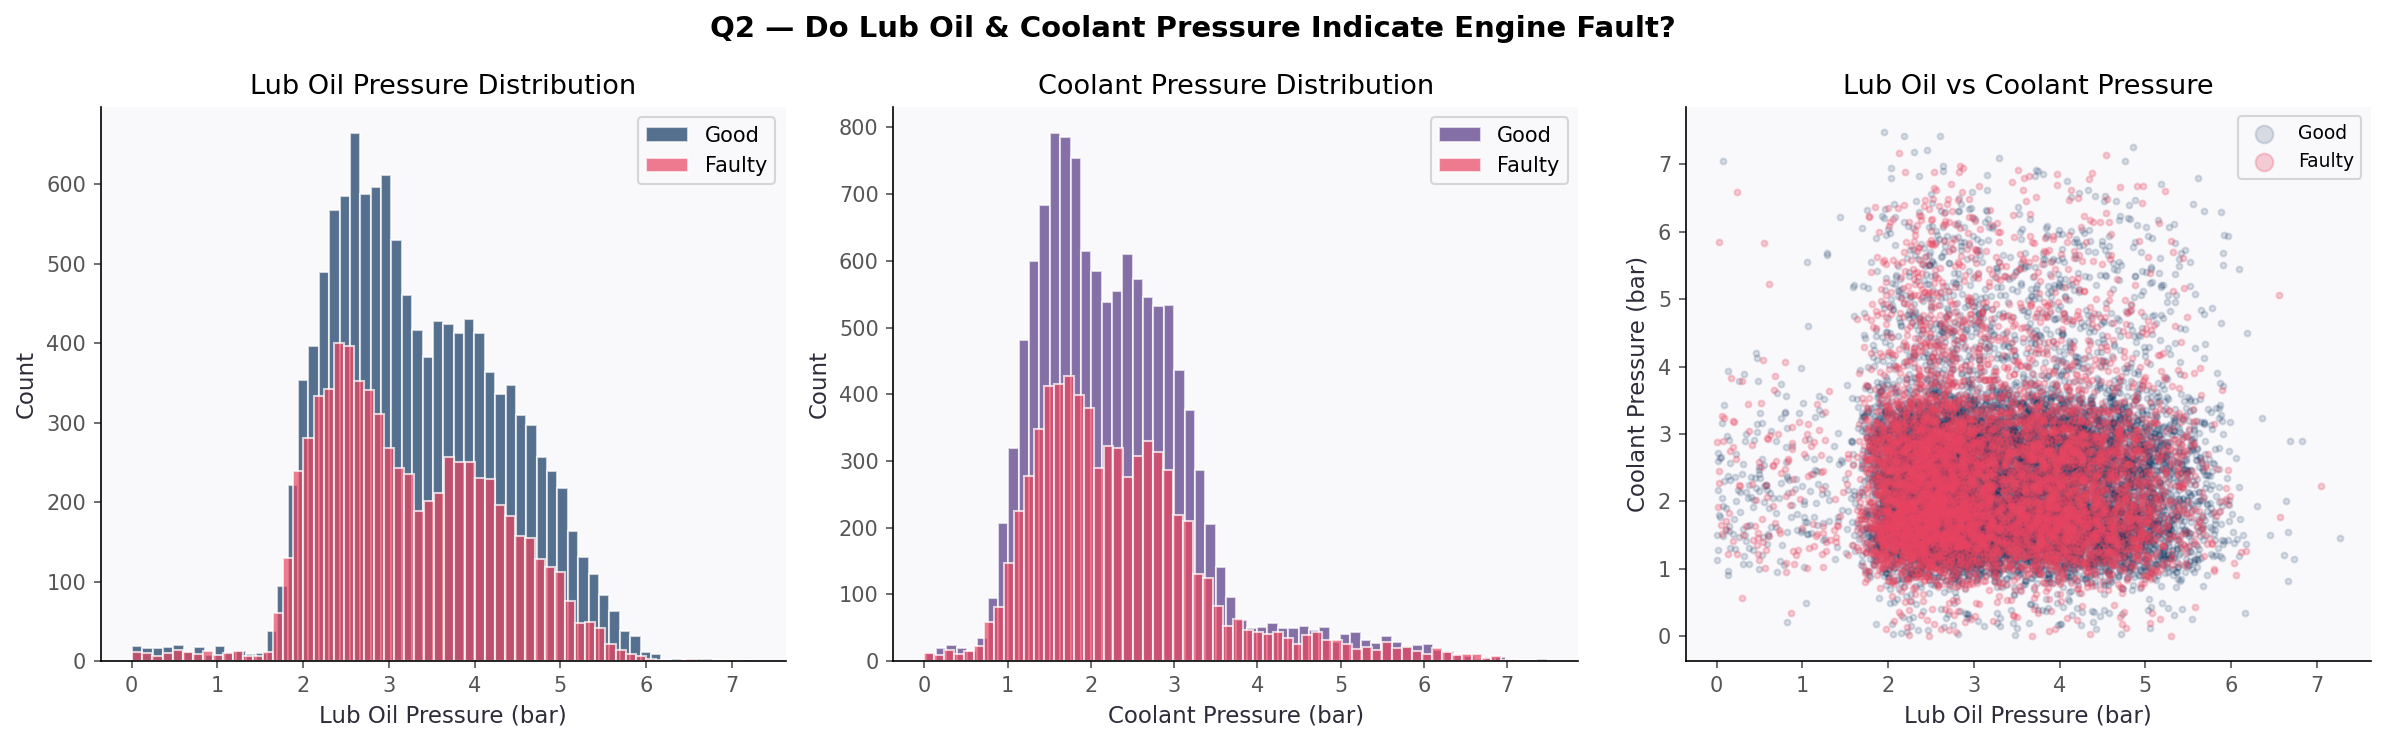 Q2 — Do Lub Oil & Coolant Pressure Indicate Engine Fault?
Lub Oil Pressure Distribution
Good
Faulty
Count
600
500
400
300
200
100
0
0 1 2 3 4 5 6 7
Lub Oil Pressure (bar)
Coolant Pressure Distribution
Good
Faulty
Count
800
700
600
500
400
300
200
100
0
0 1 2 3 4 5 6 7
Coolant Pressure (bar)
Lub Oil vs Coolant Pressure
Good
Faulty
Coolant Pressure (bar)
7
6
5
4
3
2
1
0
0 1 2 3 4 5 6 7
Lub Oil Pressure (bar)